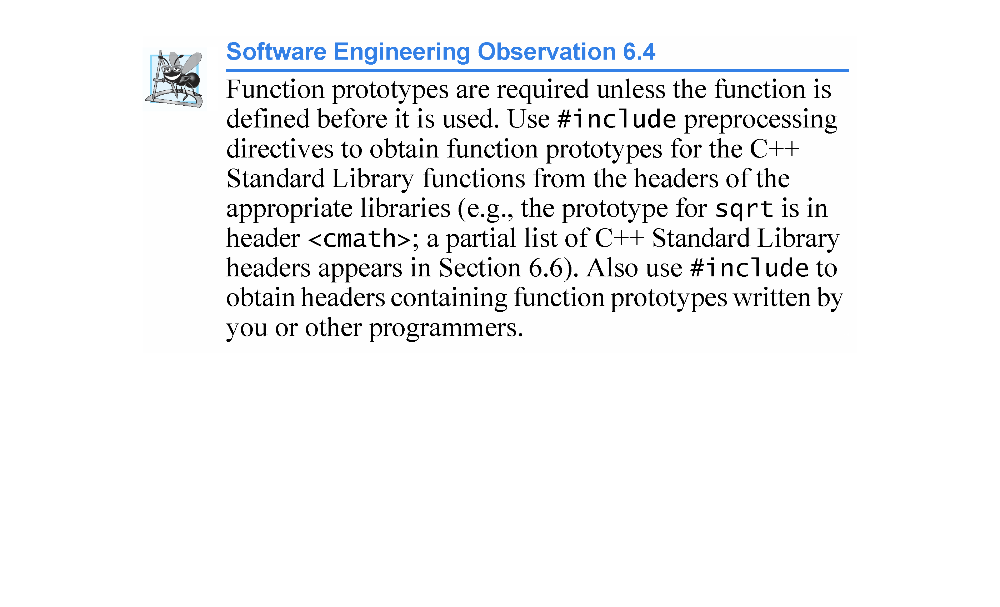 Software Engineering Observation 6.4
Function prototypes are required unless the function is
defined before it is used. Use #include preprocessing
directives to obtain function prototypes for the C++
Standard Library functions from the headers of the
appropriate libraries (e.g., the prototype for sqrt is in
header <cmath>; a partial list of C++ Standard Library
headers appears in Section 6.6). Also use #include to
obtain headers containing function prototypes written by
you or other programmers.